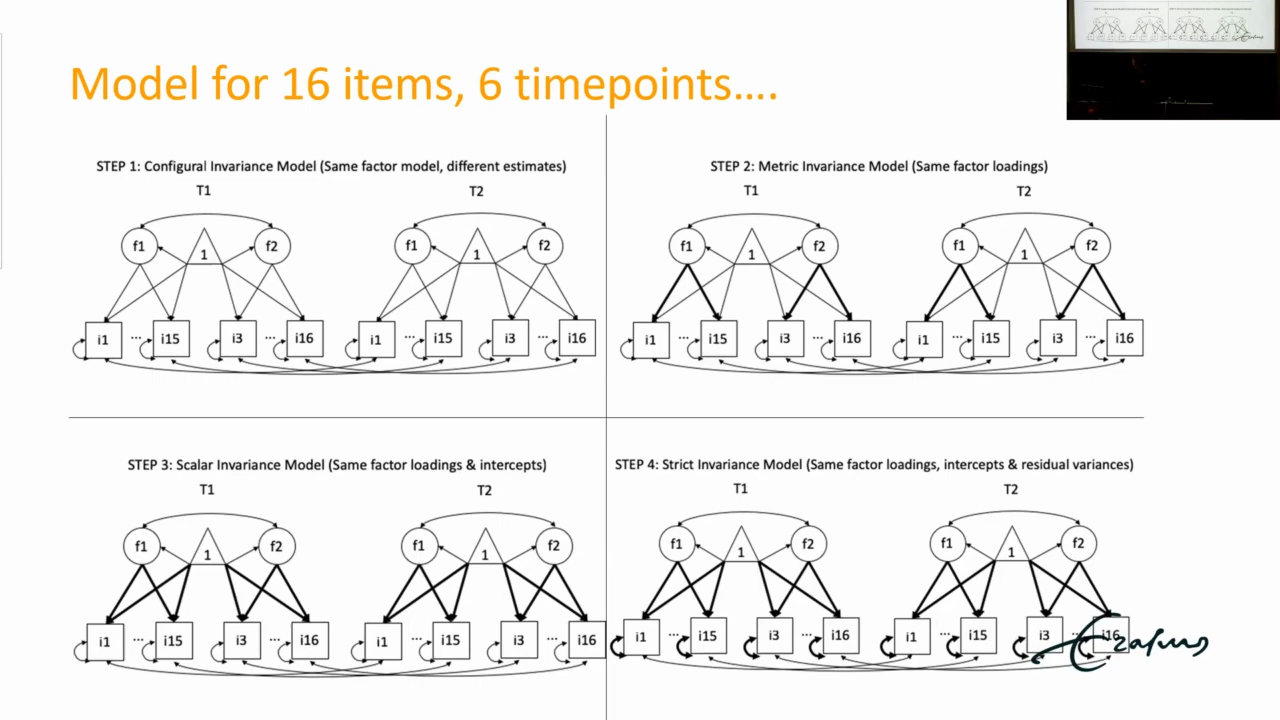 Model for 16 items, 6 timepoints….
STEP 1: Configural Invariance Model (Same factor model, different estimates)
T1
T2
f1
1
f2
f1
1
f2
i1
...
i15
i3
...
i16
i1
...
i15
i3
...
i16
STEP 2: Metric Invariance Model (Same factor loadings)
T1
T2
f1
1
f2
f1
1
f2
i1
...
i15
i3
...
i16
i1
...
i15
i3
...
i16
STEP 3: Scalar Invariance Model (Same factor loadings & intercepts)
T1
T2
f1
1
f2
f1
1
f2
i1
...
i15
i3
...
i16
i1
...
i15
i3
...
i16
STEP 4: Strict Invariance Model (Same factor loadings, intercepts & residual variances)
T1
T2
f1
1
f2
f1
1
f2
i1
...
i15
i3
...
i16
i1
...
i15
i3
...
i16
Erasmus